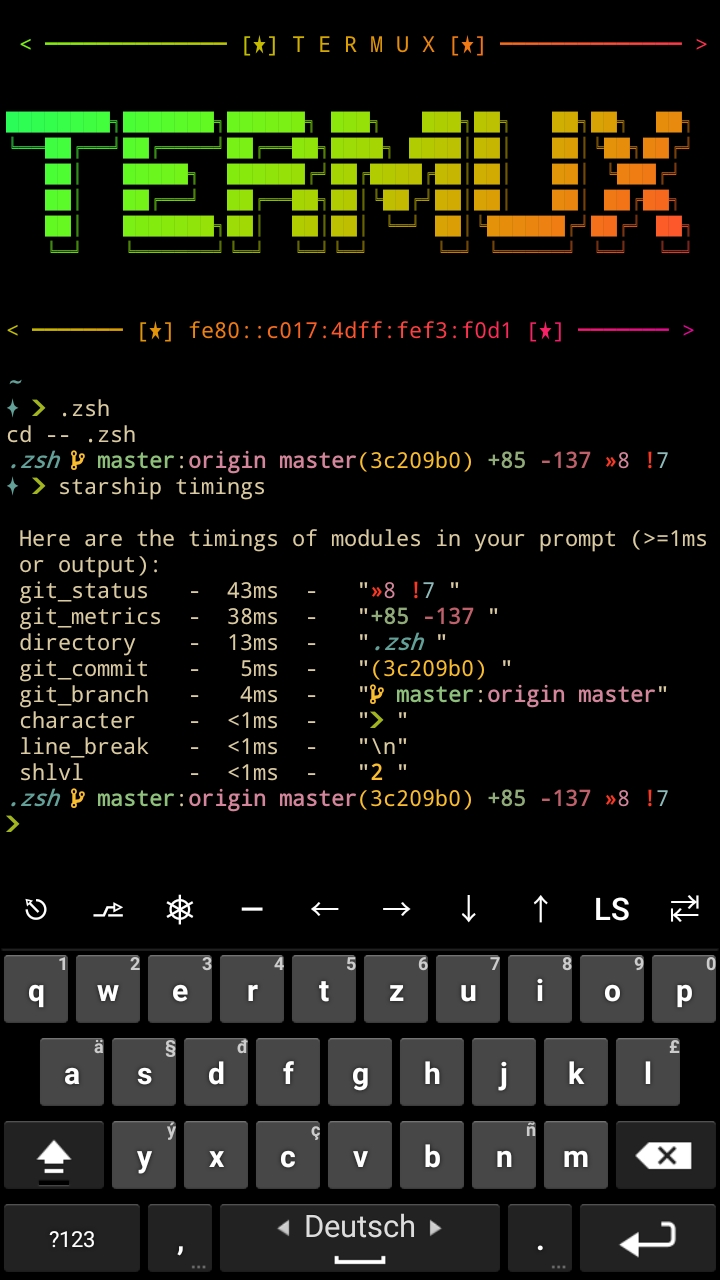 < ━━━━━━━━━━━━━━ [★] T E R M U X [★] ━━━━━━━━━━━━━━ >
TERMUX
< ━━━━━━━ [★] fe80::c017:4dff:fef3:f0d1 [★] ━━━━━━━ >
~
✦ ❯ .zsh
cd -- .zsh
.zsh master:origin master(3c209b0) +85 -137 »8 !7
✦ ❯ starship timings
Here are the timings of modules in your prompt (>=1ms
or output):
git_status - 43ms - "»8 !7 "
git_metrics - 38ms - "+85 -137 "
directory - 13ms - ".zsh "
git_commit - 5ms - "(3c209b0) "
git_branch - 4ms - " master:origin master"
character - <1ms - "❯ "
line_break - <1ms - "\n"
shlvl - <1ms - "2 "
.zsh master:origin master(3c209b0) +85 -137 »8 !7
❯
— ← → ↓ ↑ LS
1 2 3 4 5 6 7 8 9 0
q w e r t z u i o p
ä § đ £
a s d f g h j k l
ý ç ñ
y x c v b n m
?123 , ... ◀ Deutsch ▶ . ...